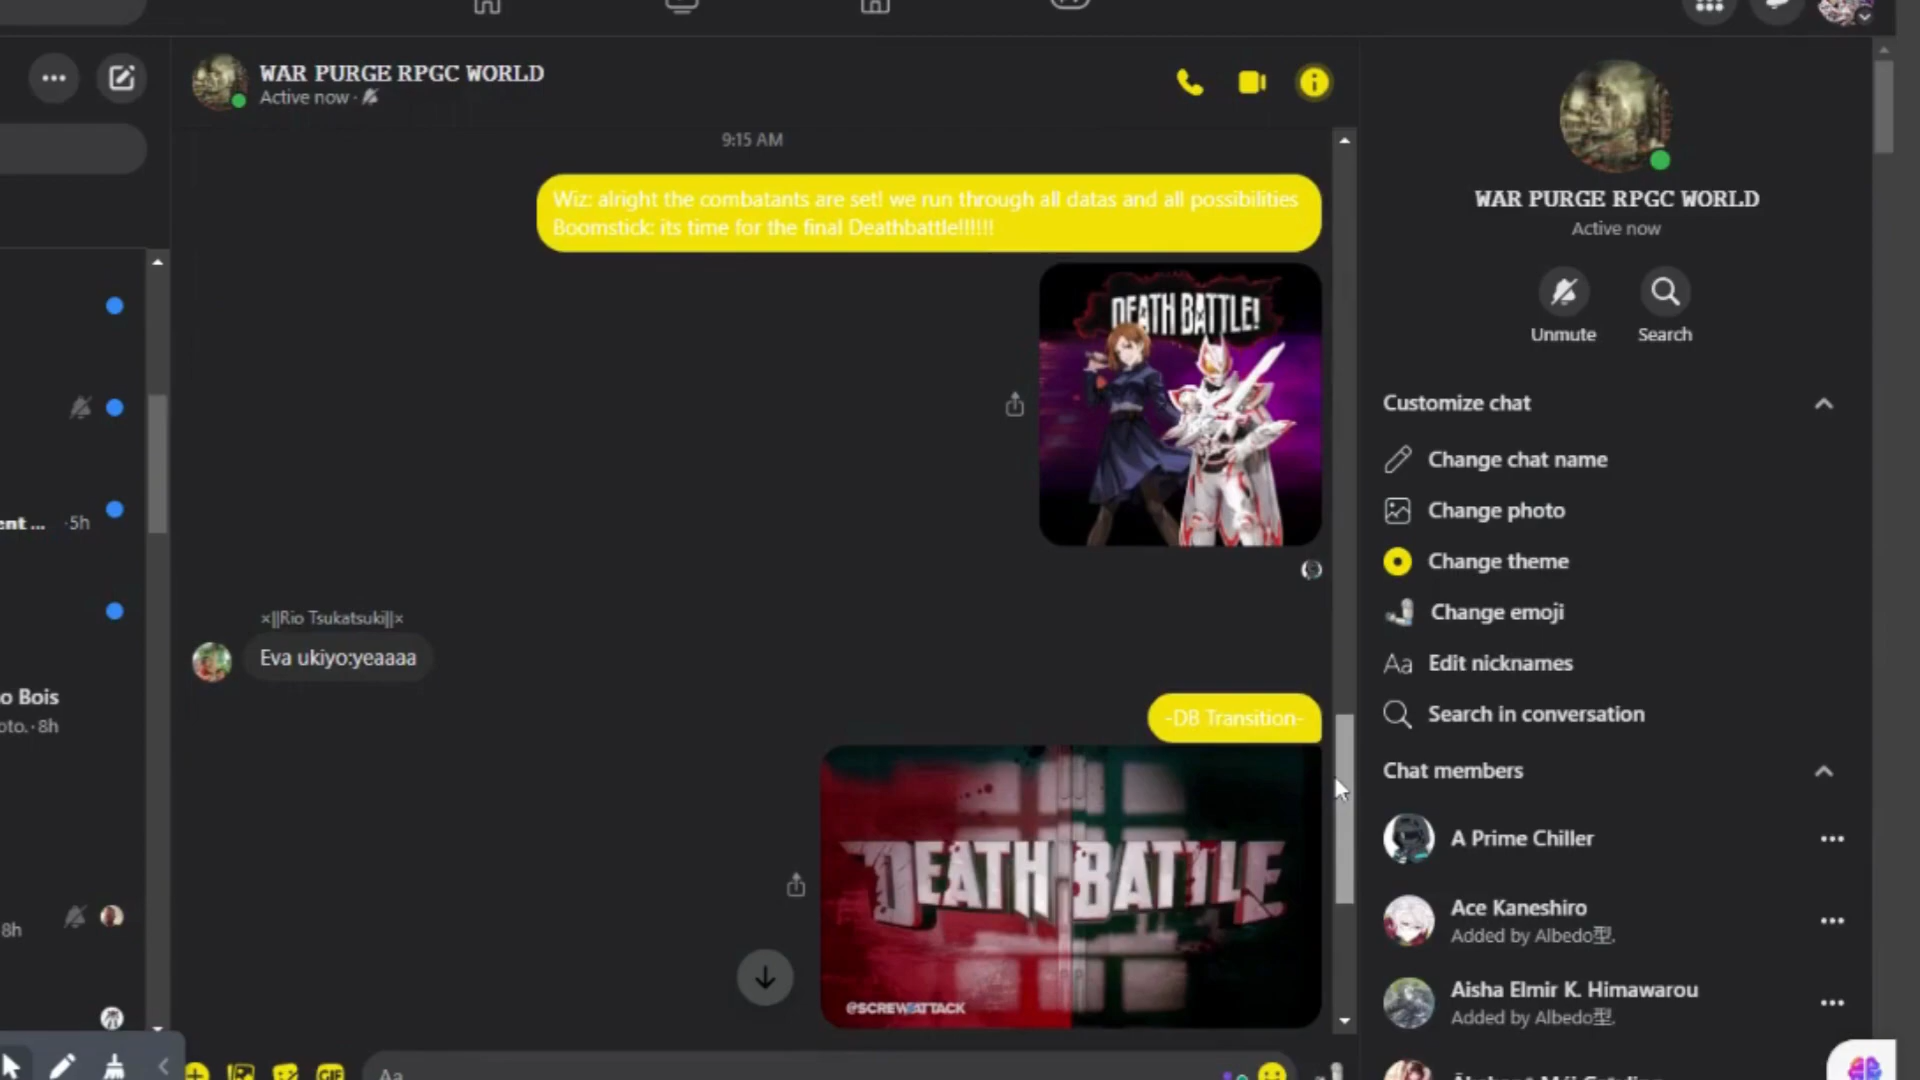 WAR PURGE RPGC WORLD
Active now ·
9:15 AM
Wiz: alright the combatants are set! we run through all datas and all possibilities
Boomstick: its time for the final Deathbattle!!!!!!
DEATH BATTLE!
×||Rio Tsukatsuki||×
Eva ukiyo:yeaaaa
-DB Transition-
DEATH BATTLE
@SCREWATTACK
GIF
Aa
ent ... ·5h
o Bois
oto. · 8h
8h
WAR PURGE RPGC WORLD
Active now
Unmute
Search
Customize chat
Change chat name
Change photo
Change theme
Change emoji
Aa Edit nicknames
Search in conversation
Chat members
A Prime Chiller
Ace Kaneshiro
Added by Albedo型.
Aisha Elmir K. Himawarou
Added by Albedo型.